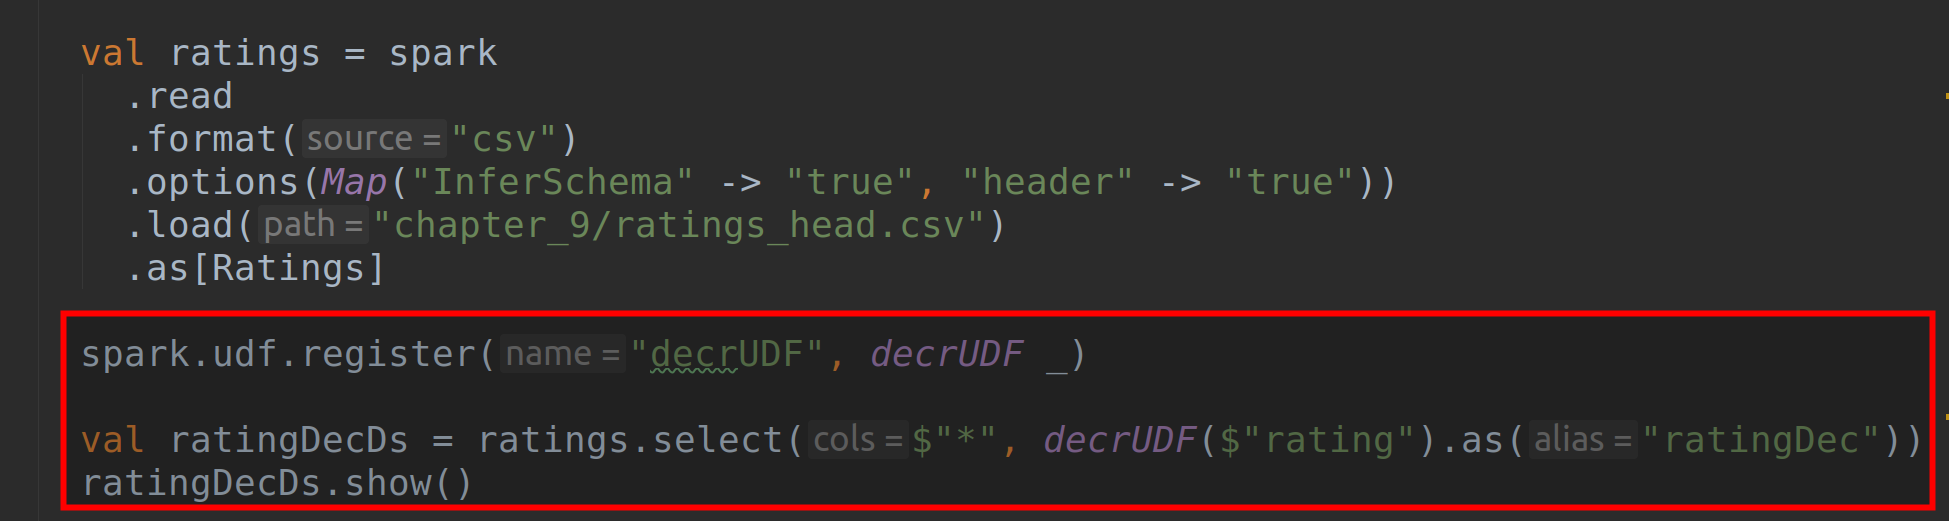 val ratings = spark
.read
.format( source = "csv")
.options(Map("InferSchema" -> "true", "header" -> "true"))
.load( path = "chapter_9/ratings_head.csv")
.as[Ratings]
spark.udf.register( name = "decrUDF", decrUDF _)
val ratingDecDs = ratings.select( cols = $"*", decrUDF($"rating").as( alias = "ratingDec"))
ratingDecDs.show()